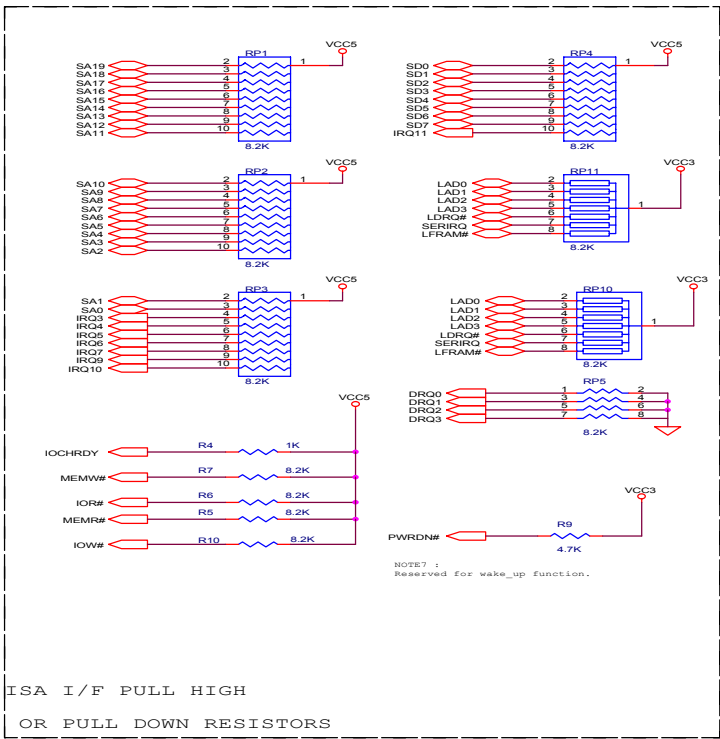 RP1 VCC5
SA19 2 1
SA18 3
SA17 4
SA16 5
SA15 6
SA14 7
SA13 8
SA12 9
SA11 10
8.2K
RP4 VCC5
SD0 2 1
SD1 3
SD2 4
SD3 5
SD4 6
SD5 7
SD6 8
SD7 9
IRQ11 10
8.2K
RP2 VCC5
SA10 2 1
SA9 3
SA8 4
SA7 5
SA6 6
SA5 7
SA4 8
SA3 9
SA2 10
8.2K
RP11 VCC3
LAD0 2
LAD1 3
LAD2 4
LAD3 5 1
LDRQ# 6
SERIRQ 7
LFRAM# 8
8.2K
RP3 VCC5
SA1 2 1
SA0 3
IRQ3 4
IRQ4 5
IRQ5 6
IRQ6 7
IRQ7 8
IRQ9 9
IRQ10 10
8.2K
RP10 VCC3
LAD0 2
LAD1 3
LAD2 4
LAD3 5 1
LDRQ# 6
SERIRQ 7
LFRAM# 8
8.2K
RP5
DRQ0 1 2
DRQ1 3 4
DRQ2 5 6
DRQ3 7 8
8.2K
VCC5
IOCHRDY R4 1K
MEMW# R7 8.2K
IOR# R6 8.2K
MEMR# R5 8.2K
IOW# R10 8.2K
VCC3
PWRDN# R9
4.7K
NOTE7 :
Reserved for wake_up function.
ISA I/F PULL HIGH
OR PULL DOWN RESISTORS